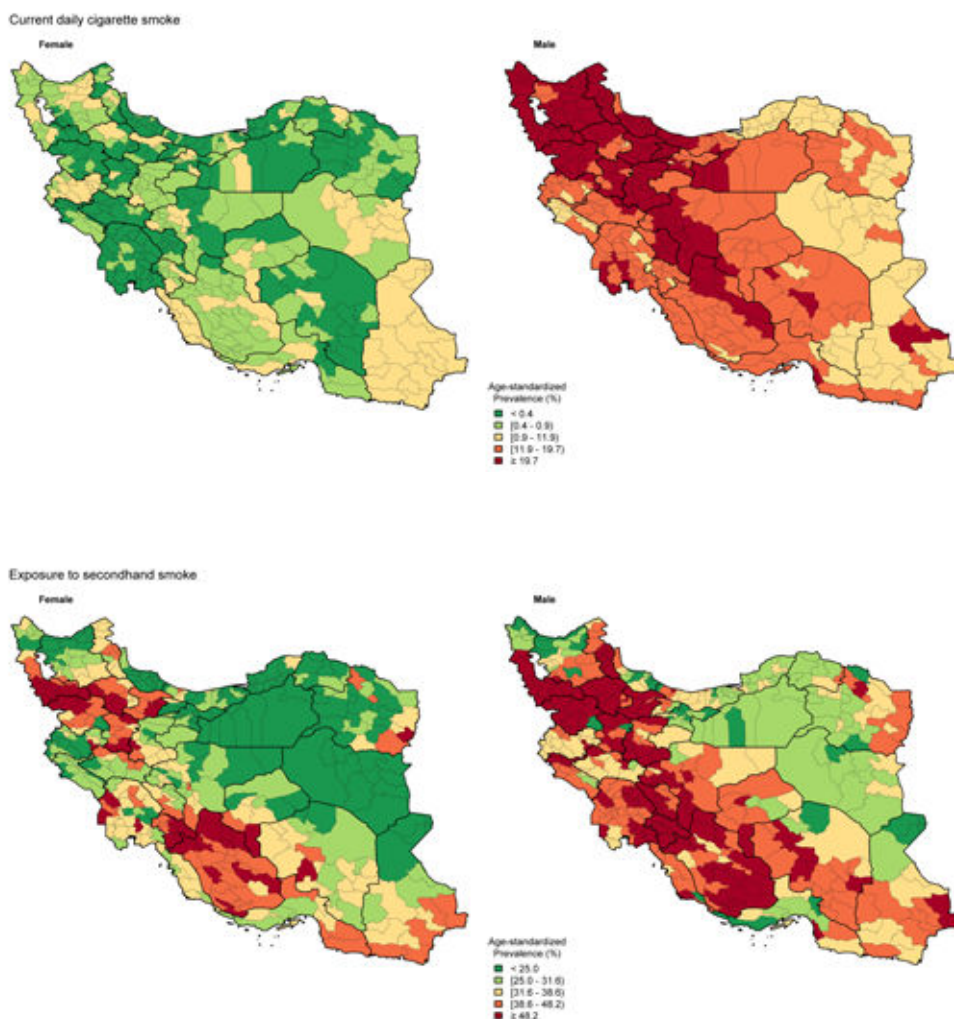 Current daily cigarette smoke
Female
Male
Age-standardized
Prevalence (%)
< 0.4
[0.4 - 0.9)
[0.9 - 11.9)
[11.9 - 19.7)
≥ 19.7
Exposure to secondhand smoke
Female
Male
Age-standardized
Prevalence (%)
< 25.0
[25.0 - 31.6)
[31.6 - 38.6)
[38.6 - 48.2)
≥ 48.2